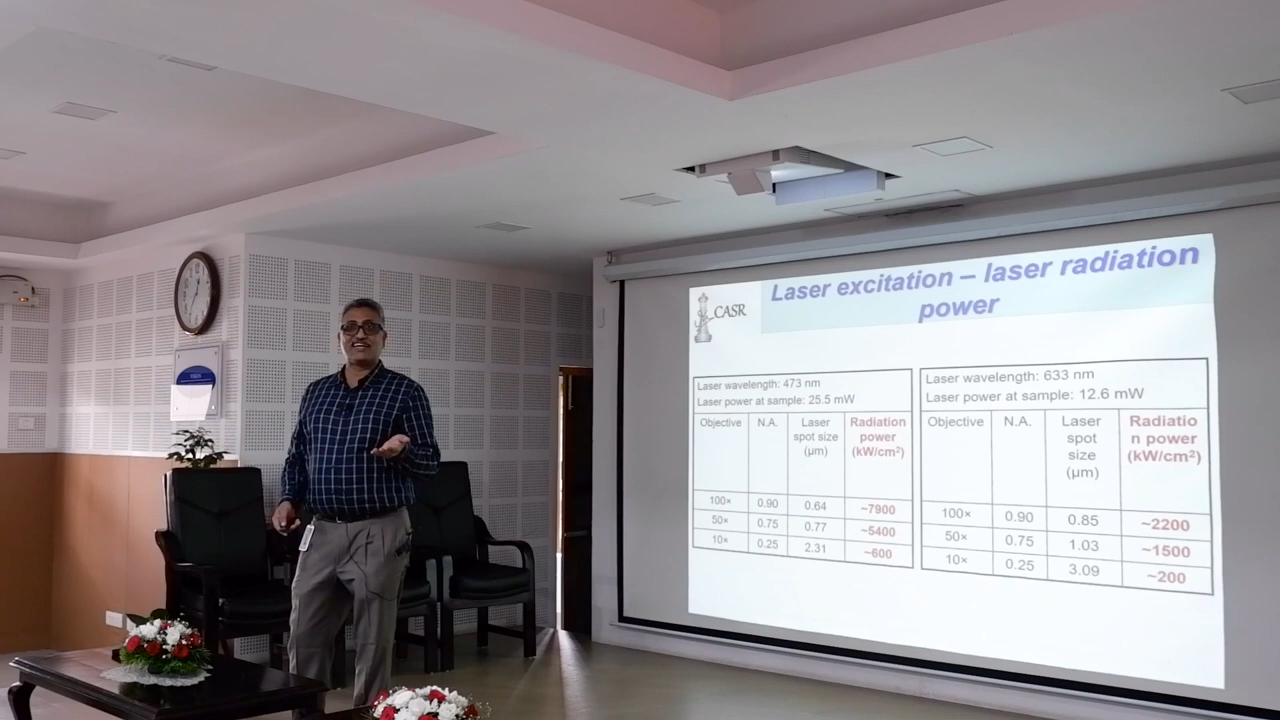 CASR
Laser excitation – laser radiation
power
Laser wavelength: 473 nm
Laser power at sample: 25.5 mW
Objective N.A. Laser Radiation
spot size power
(µm) (kW/cm²)
100× 0.90 0.64 ~7900
50× 0.75 0.77 ~5400
10× 0.25 2.31 ~600
Laser wavelength: 633 nm
Laser power at sample: 12.6 mW
Objective N.A. Laser Radiatio
spot n power
size (kW/cm²)
(µm)
100× 0.90 0.85 ~2200
50× 0.75 1.03 ~1500
10× 0.25 3.09 ~200